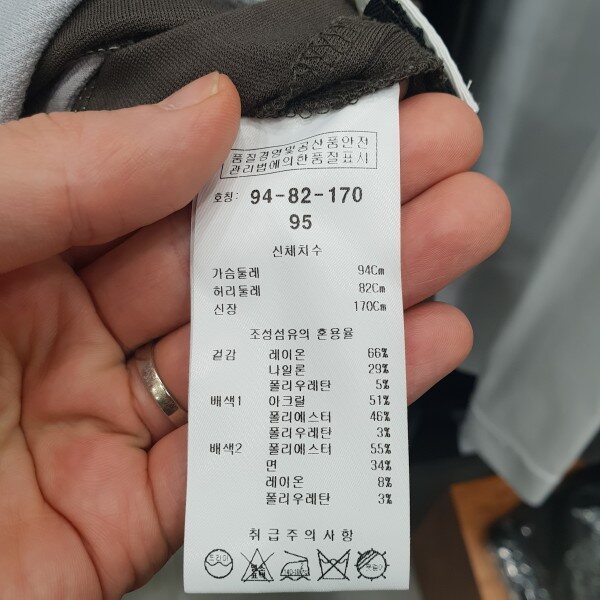 품질경영및공산품안전
관리법에의한품질표시
호칭: 94-82-170
95
신체치수
가슴둘레 94Cm
허리둘레 82Cm
신장 170Cm
조성섬유의 혼용율
겉감 레이온 66%
나일론 29%
폴리우레탄 5%
배색1 아크릴 51%
폴리에스터 46%
폴리우레탄 3%
배색2 폴리에스터 55%
면 34%
레이온 8%
폴리우레탄 3%
취급주의사항
드라이